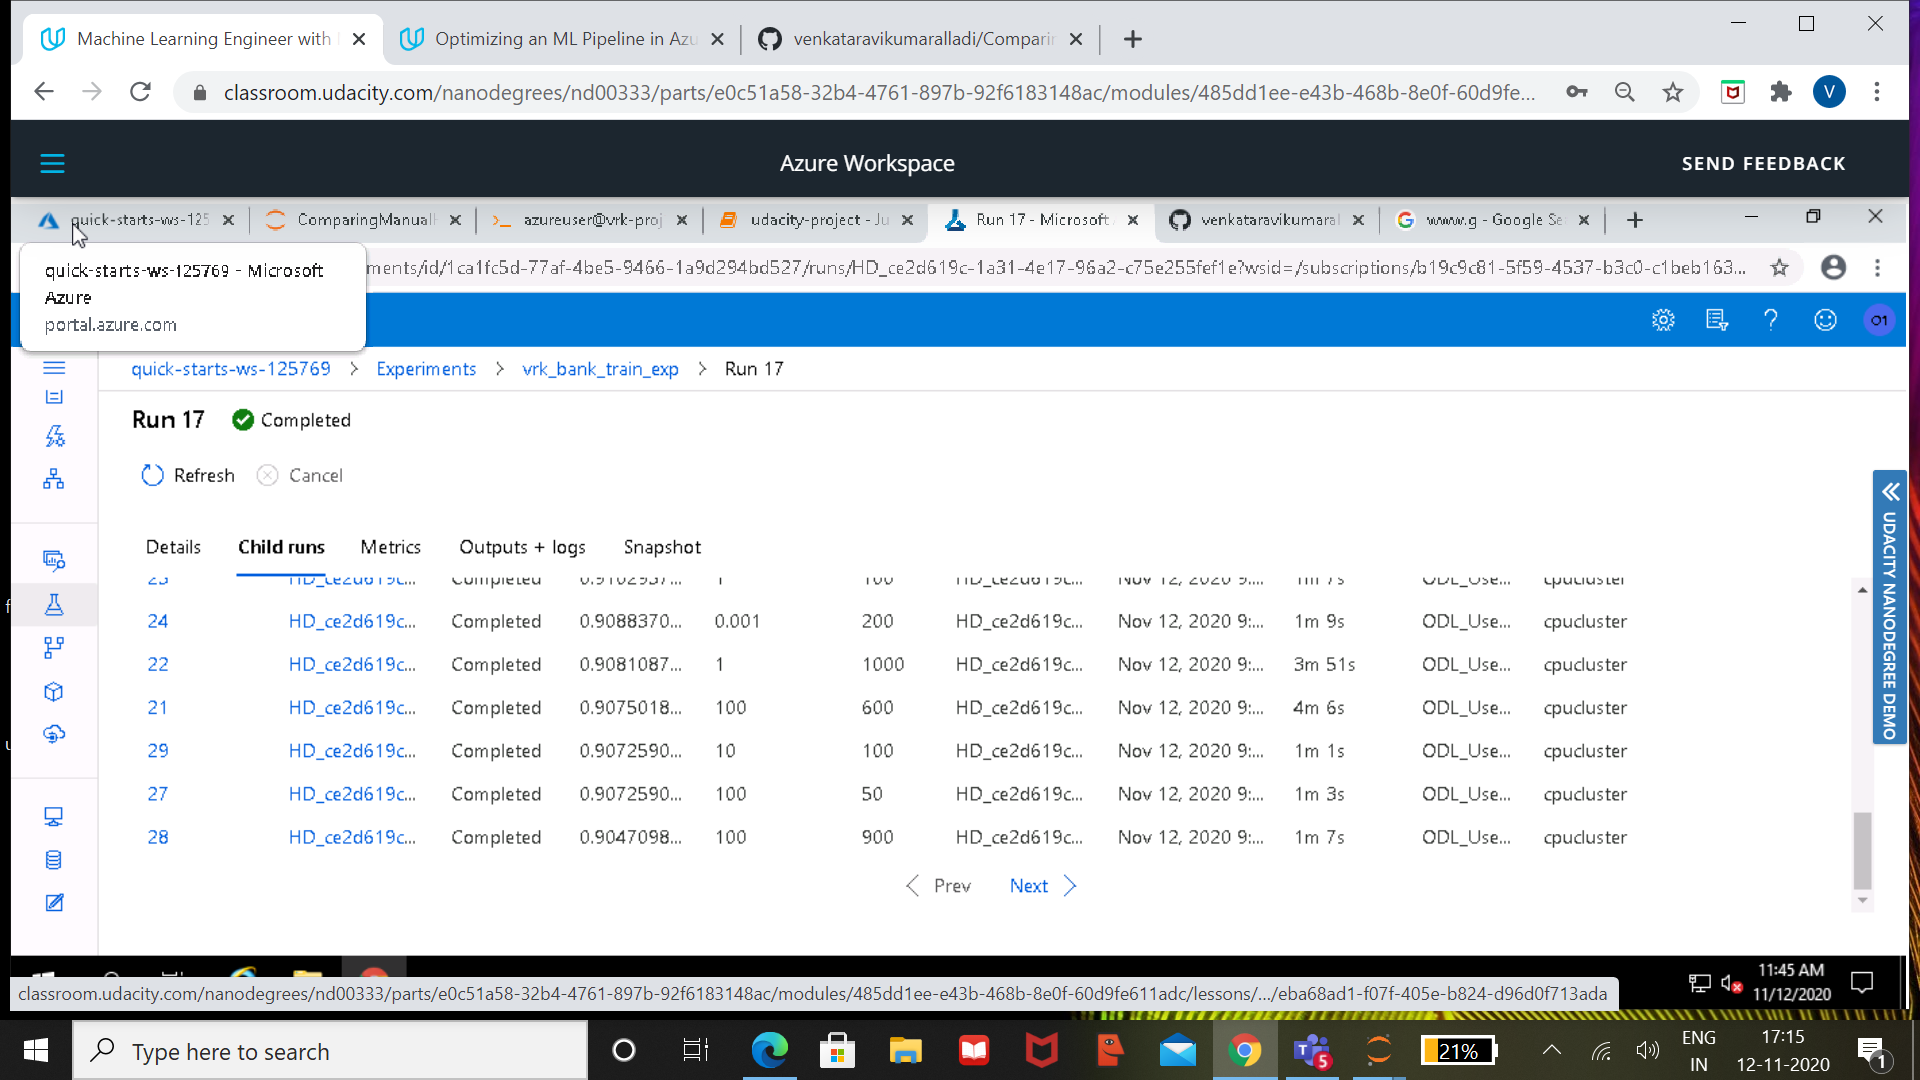 Machine Learning Engineer with
Optimizing an ML Pipeline in Azu
venkataravikumaralladi/Comparin
classroom.udacity.com/nanodegrees/nd00333/parts/e0c51a58-32b4-4761-897b-92f6183148ac/modules/485dd1ee-e43b-468b-8e0f-60d9fe...
V
Azure Workspace
SEND FEEDBACK
quick-starts-ws-125
ComparingManual
azureuser@vrk-proj
udacity-project - Ju
Run 17 - Microsoft
venkataravikumara
www.g - Google Se
quick-starts-ws-125769 - Microsoft
Azure
portal.azure.com
ments/id/1ca1fc5d-77af-4be5-9466-1a9d294bd527/runs/HD_ce2d619c-1a31-4e17-96a2-c75e255fef1e?wsid=/subscriptions/b19c9c81-5f59-4537-b3c0-c1beb163...
O1
quick-starts-ws-125769 > Experiments > vrk_bank_train_exp > Run 17
Run 17 Completed
Refresh Cancel
Details Child runs Metrics Outputs + logs Snapshot
HD_ce2d619c... Completed 0.9102937... 1 100 HD_ce2d619c... Nov 12, 2020 9:... 1m 7s ODL_Use... cpucluster
24 HD_ce2d619c... Completed 0.9088370... 0.001 200 HD_ce2d619c... Nov 12, 2020 9:... 1m 9s ODL_Use... cpucluster
22 HD_ce2d619c... Completed 0.9081087... 1 1000 HD_ce2d619c... Nov 12, 2020 9:... 3m 51s ODL_Use... cpucluster
21 HD_ce2d619c... Completed 0.9075018... 100 600 HD_ce2d619c... Nov 12, 2020 9:... 4m 6s ODL_Use... cpucluster
29 HD_ce2d619c... Completed 0.9072590... 10 100 HD_ce2d619c... Nov 12, 2020 9:... 1m 1s ODL_Use... cpucluster
27 HD_ce2d619c... Completed 0.9072590... 100 50 HD_ce2d619c... Nov 12, 2020 9:... 1m 3s ODL_Use... cpucluster
28 HD_ce2d619c... Completed 0.9047098... 100 900 HD_ce2d619c... Nov 12, 2020 9:... 1m 7s ODL_Use... cpucluster
Prev Next
UDACITY NANODEGREE DEMO
11:45 AM
11/12/2020
classroom.udacity.com/nanodegrees/nd00333/parts/e0c51a58-32b4-4761-897b-92f6183148ac/modules/485dd1ee-e43b-468b-8e0f-60d9fe611adc/lessons/.../eba68ad1-f07f-405e-b824-d96d0f713ada
Type here to search
5
21%
ENG
IN
17:15
12-11-2020
1